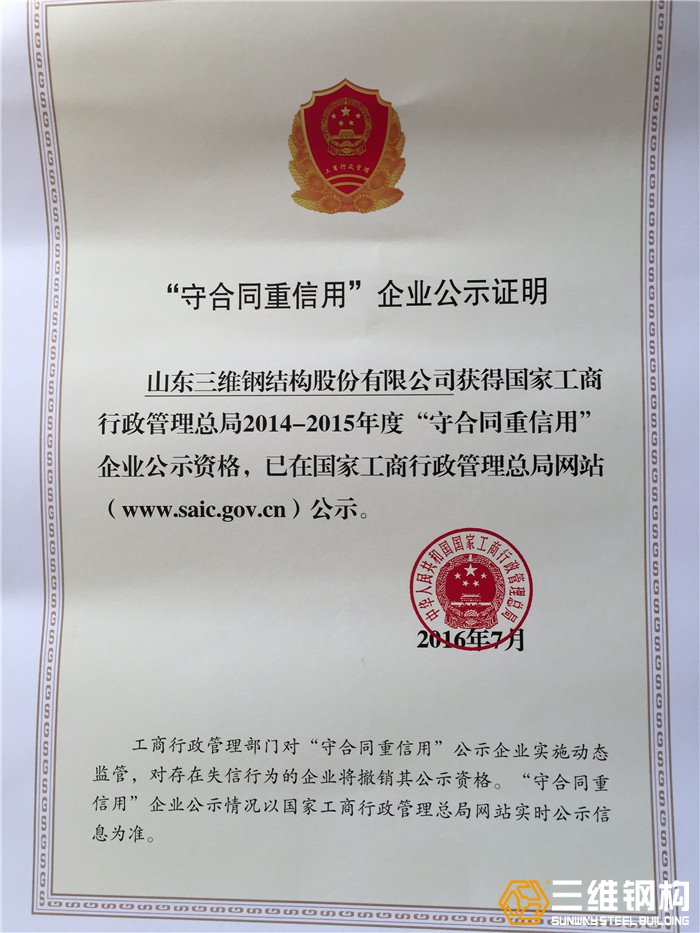 工商行政管理
“守合同重信用”企业公示证明
山东三维钢结构股份有限公司获得国家工商
行政管理总局2014-2015年度“守合同重信用”
企业公示资格，已在国家工商行政管理总局网站
（www.saic.gov.cn）公示。
中华人民共和国国家工商行政管理总局
2016年7月
工商行政管理部门对“守合同重信用”公示企业实施动态
监管，对存在失信行为的企业将撤销其公示资格。“守合同重
信用”企业公示情况以国家工商行政管理总局网站实时公示信
息为准。
三维钢构
SUNWAY STEEL BUILDING